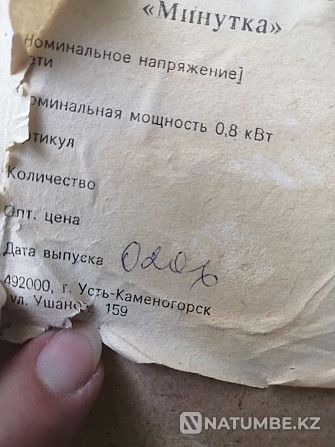 «Минутка»
Номинальное напряжение
ети
оминальная мощность 0,8 кВт
ртикул
Количество
Опт. цена
Дата выпуска
492000, г. Усть-Каменогорск
ул. Ушано 159
NATUMBE.KZ